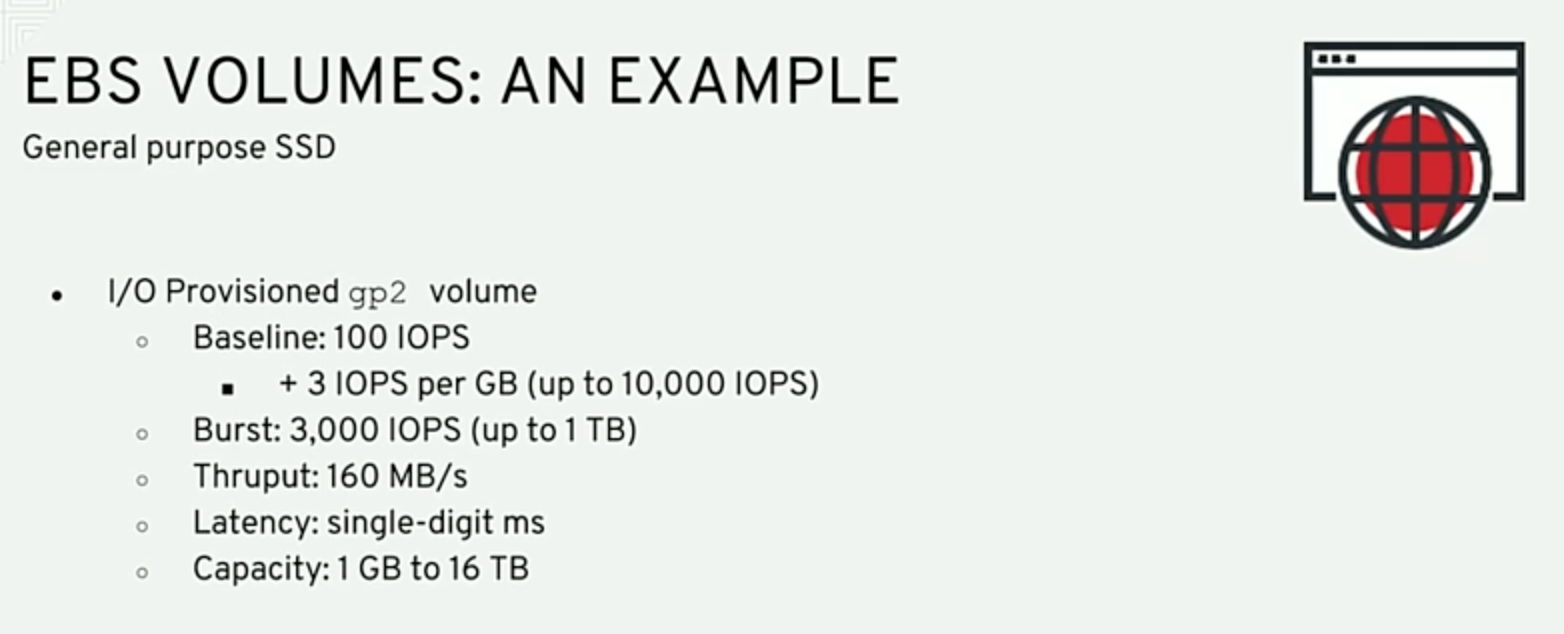 EBS VOLUMES: AN EXAMPLE
General purpose SSD
● I/O Provisioned gp2 volume
○ Baseline: 100 IOPS
■ + 3 IOPS per GB (up to 10,000 IOPS)
○ Burst: 3,000 IOPS (up to 1 TB)
○ Thruput: 160 MB/s
○ Latency: single-digit ms
○ Capacity: 1 GB to 16 TB